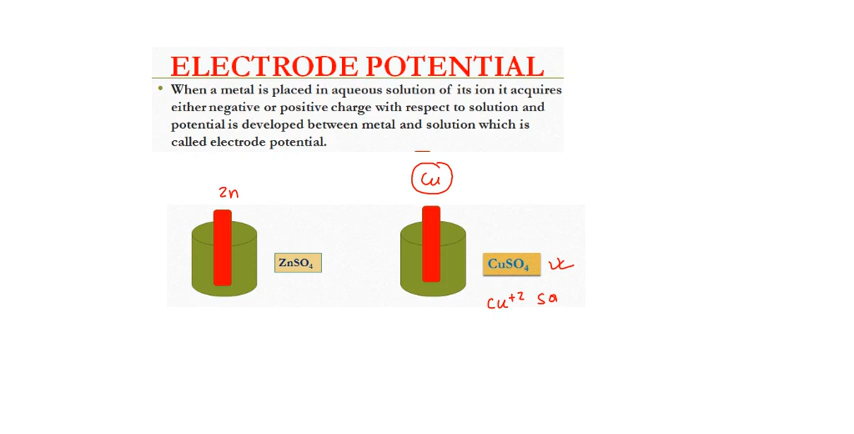 ELECTRODE POTENTIAL
• When a metal is placed in aqueous solution of its ion it acquires
either negative or positive charge with respect to solution and
potential is developed between metal and solution which is
called electrode potential.
Cu
Zn
ZnSO₄
CuSO₄
Cu⁺²